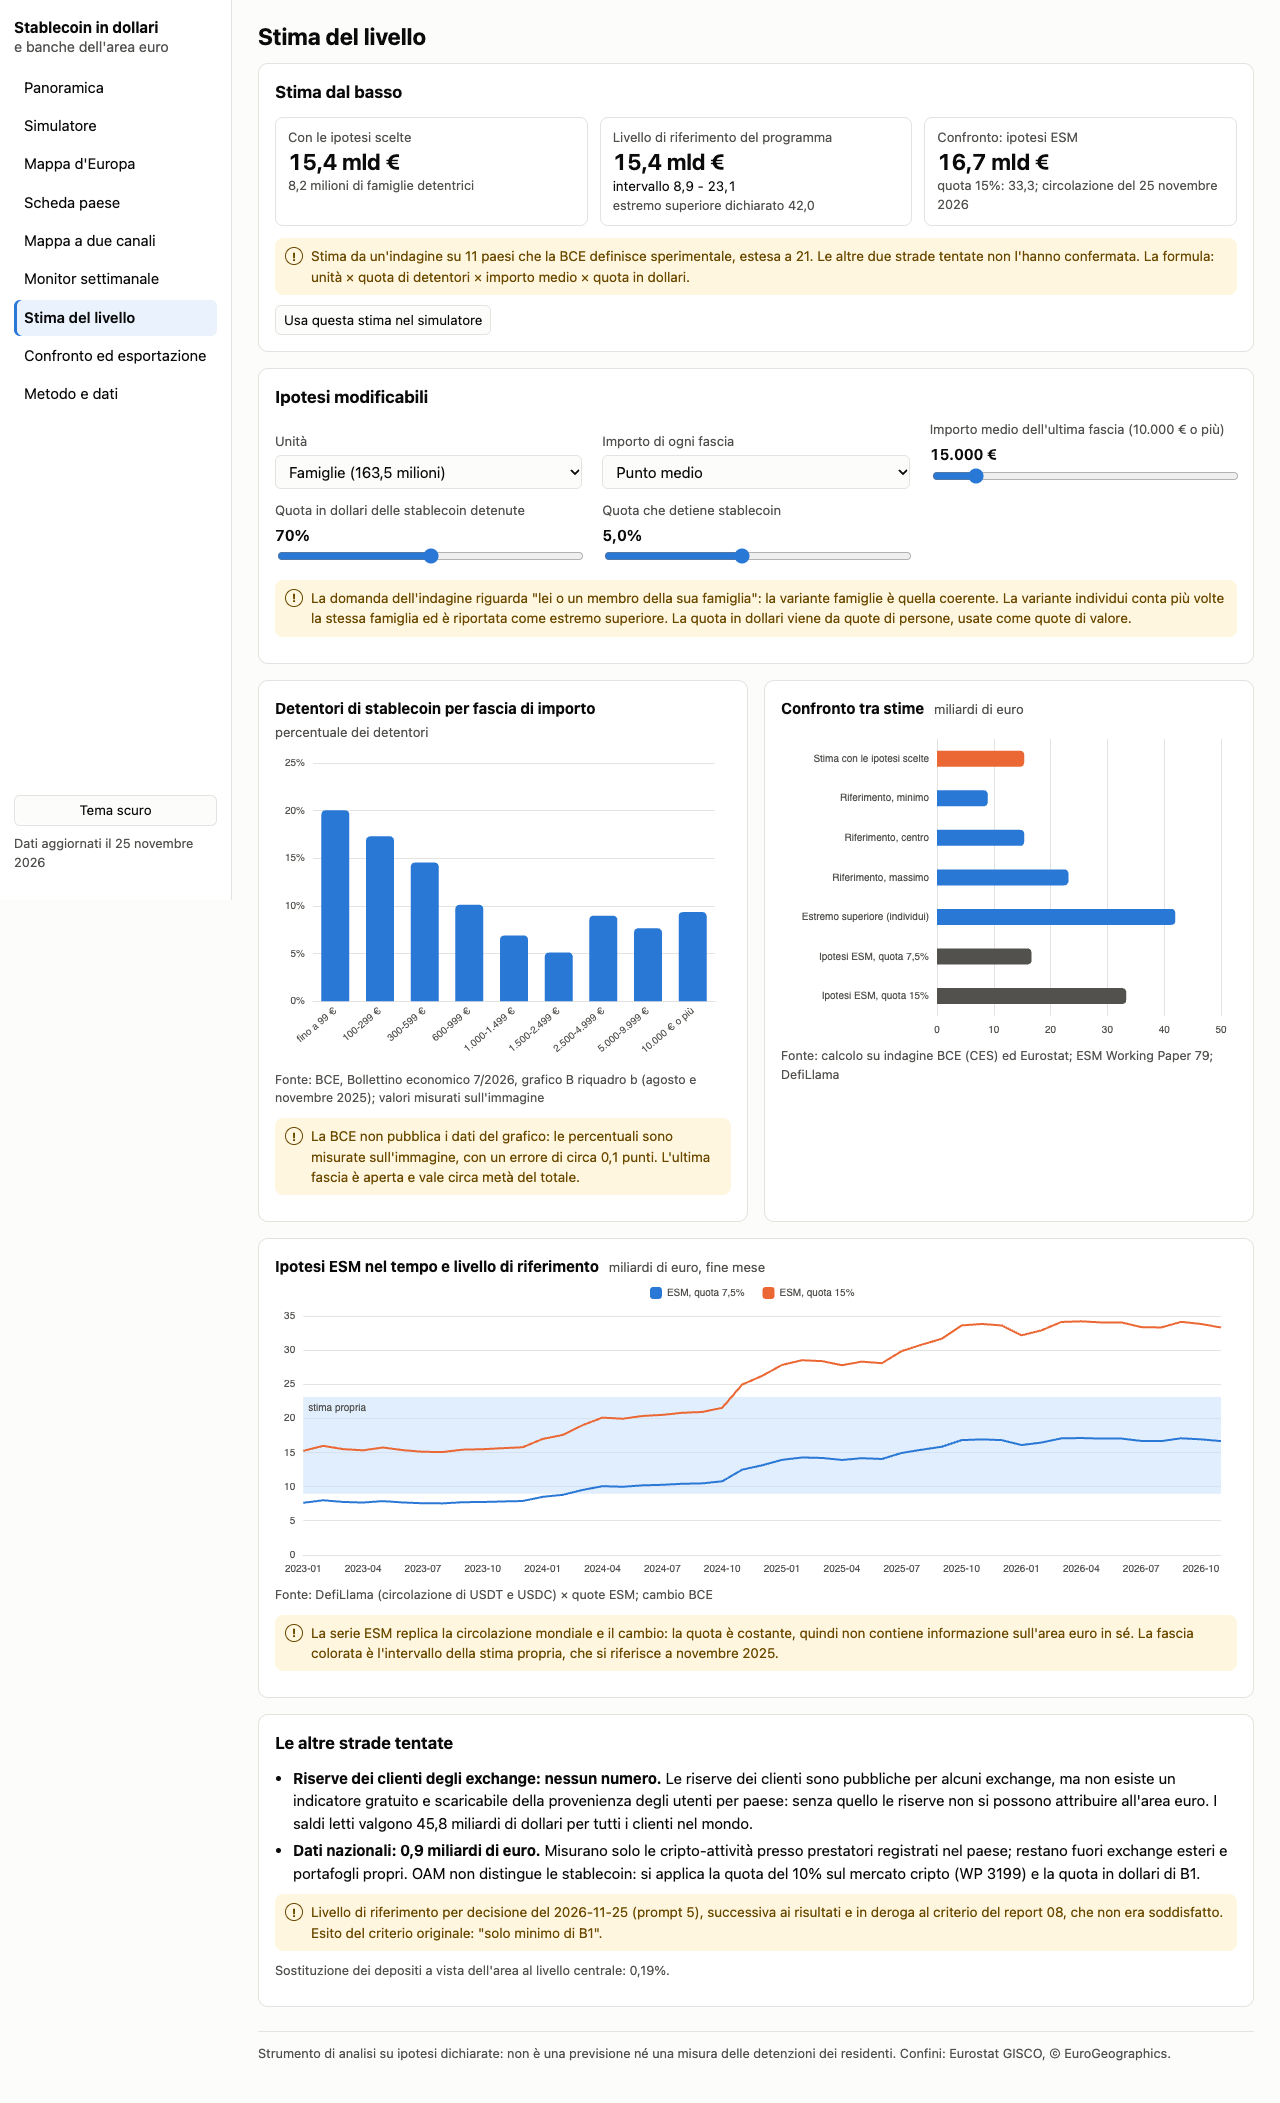 Stablecoin in dollari
e banche dell'area euro
Panoramica
Simulatore
Mappa d'Europa
Scheda paese
Mappa a due canali
Monitor settimanale
Stima del livello
Confronto ed esportazione
Metodo e dati
Tema scuro
Dati aggiornati il 25 novembre
2026
Stima del livello
Stima dal basso
Con le ipotesi scelte
15,4 mld €
8,2 milioni di famiglie detentrici
Livello di riferimento del programma
15,4 mld €
intervallo 8,9 - 23,1
estremo superiore dichiarato 42,0
Confronto: ipotesi ESM
16,7 mld €
quota 15%: 33,3; circolazione del 25 novembre
2026
Stima da un'indagine su 11 paesi che la BCE definisce sperimentale, estesa a 21. Le altre due strade tentate non l'hanno confermata. La formula:
unità × quota di detentori × importo medio × quota in dollari.
Usa questa stima nel simulatore
Ipotesi modificabili
Unità
Famiglie (163,5 milioni)
Importo di ogni fascia
Punto medio
Importo medio dell'ultima fascia (10.000 € o più)
15.000 €
Quota in dollari delle stablecoin detenute
70%
Quota che detiene stablecoin
5,0%
La domanda dell'indagine riguarda "lei o un membro della sua famiglia": la variante famiglie è quella coerente. La variante individui conta più volte
la stessa famiglia ed è riportata come estremo superiore. La quota in dollari viene da quote di persone, usate come quote di valore.
Detentori di stablecoin per fascia di importo
percentuale dei detentori
25%
20%
15%
10%
5%
0%
fino a 99 €
100-299 €
300-599 €
600-999 €
1.000-1.499 €
1.500-2.499 €
2.500-4.999 €
5.000-9.999 €
10.000 € o più
Fonte: BCE, Bollettino economico 7/2026, grafico B riquadro b (agosto e
novembre 2025); valori misurati sull'immagine
La BCE non pubblica i dati del grafico: le percentuali sono
misurate sull'immagine, con un errore di circa 0,1 punti. L'ultima
fascia è aperta e vale circa metà del totale.
Confronto tra stime miliardi di euro
Stima con le ipotesi scelte
Riferimento, minimo
Riferimento, centro
Riferimento, massimo
Estremo superiore (individui)
Ipotesi ESM, quota 7,5%
Ipotesi ESM, quota 15%
0 10 20 30 40 50
Fonte: calcolo su indagine BCE (CES) ed Eurostat; ESM Working Paper 79;
DefiLlama
Ipotesi ESM nel tempo e livello di riferimento miliardi di euro, fine mese
ESM, quota 7,5% ESM, quota 15%
35
30
25
20
15
10
5
0
stima propria
2023-01 2023-04 2023-07 2023-10 2024-01 2024-04 2024-07 2024-10 2025-01 2025-04 2025-07 2025-10 2026-01 2026-04 2026-07 2026-10
Fonte: DefiLlama (circolazione di USDT e USDC) × quote ESM; cambio BCE
La serie ESM replica la circolazione mondiale e il cambio: la quota è costante, quindi non contiene informazione sull'area euro in sé. La fascia
colorata è l'intervallo della stima propria, che si riferisce a novembre 2025.
Le altre strade tentate
• Riserve dei clienti degli exchange: nessun numero. Le riserve dei clienti sono pubbliche per alcuni exchange, ma non esiste un
indicatore gratuito e scaricabile della provenienza degli utenti per paese: senza quello le riserve non si possono attribuire all'area euro. I
saldi letti valgono 45,8 miliardi di dollari per tutti i clienti nel mondo.
• Dati nazionali: 0,9 miliardi di euro. Misurano solo le cripto-attività presso prestatori registrati nel paese; restano fuori exchange esteri e
portafogli propri. OAM non distingue le stablecoin: si applica la quota del 10% sul mercato cripto (WP 3199) e la quota in dollari di B1.
Livello di riferimento per decisione del 2026-11-25 (prompt 5), successiva ai risultati e in deroga al criterio del report 08, che non era soddisfatto.
Esito del criterio originale: "solo minimo di B1".
Sostituzione dei depositi a vista dell'area al livello centrale: 0,19%.
Strumento di analisi su ipotesi dichiarate: non è una previsione né una misura delle detenzioni dei residenti. Confini: Eurostat GISCO, © EuroGeographics.